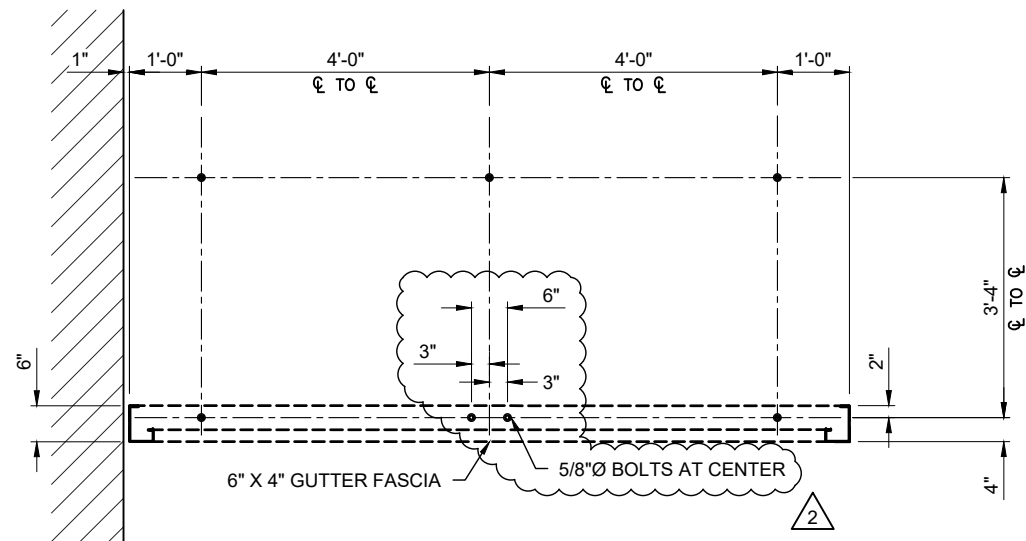 1" 1'-0" 4'-0" 4'-0" 1'-0"
℄ TO ℄ ℄ TO ℄
3'-4"
℄ TO ℄
6"
3"
3"
6"
2"
4"
6" X 4" GUTTER FASCIA
5/8"Ø BOLTS AT CENTER
2